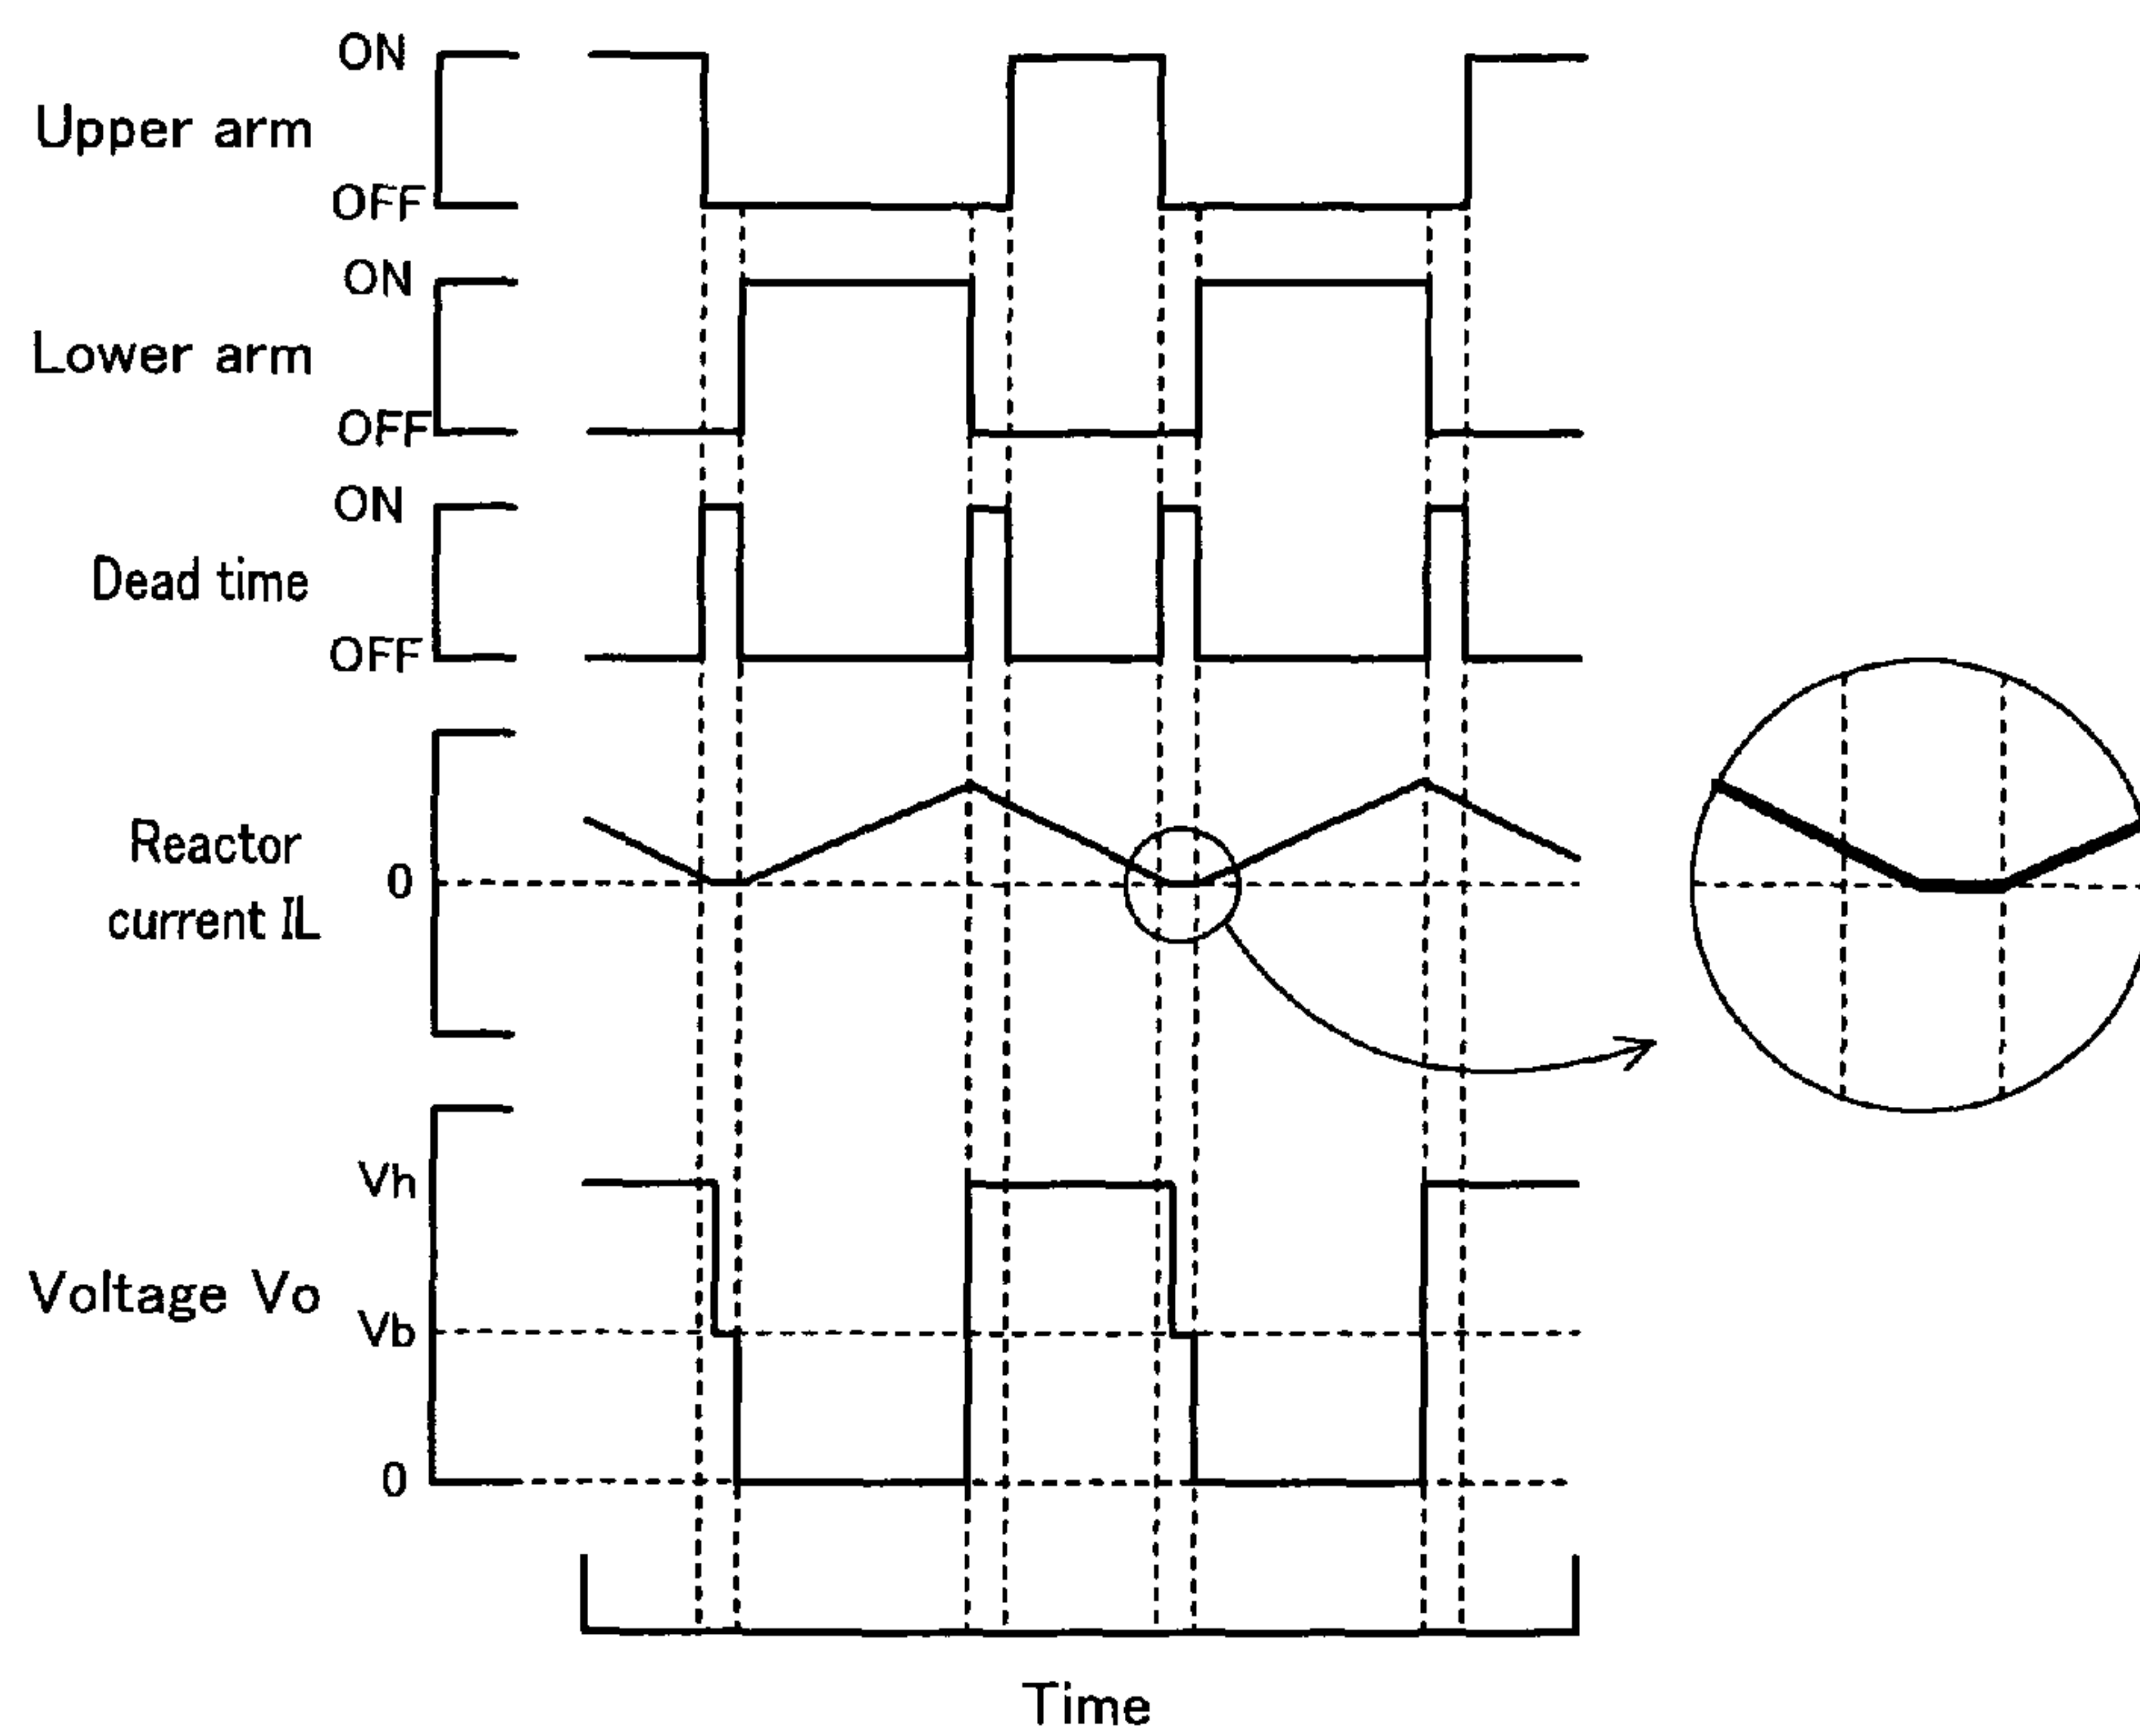 ON
Upper arm
OFF
ON
Lower arm
OFF
ON
Dead time
OFF
Reactor
0
current IL
Vh
Voltage Vo
Vb
0
Time